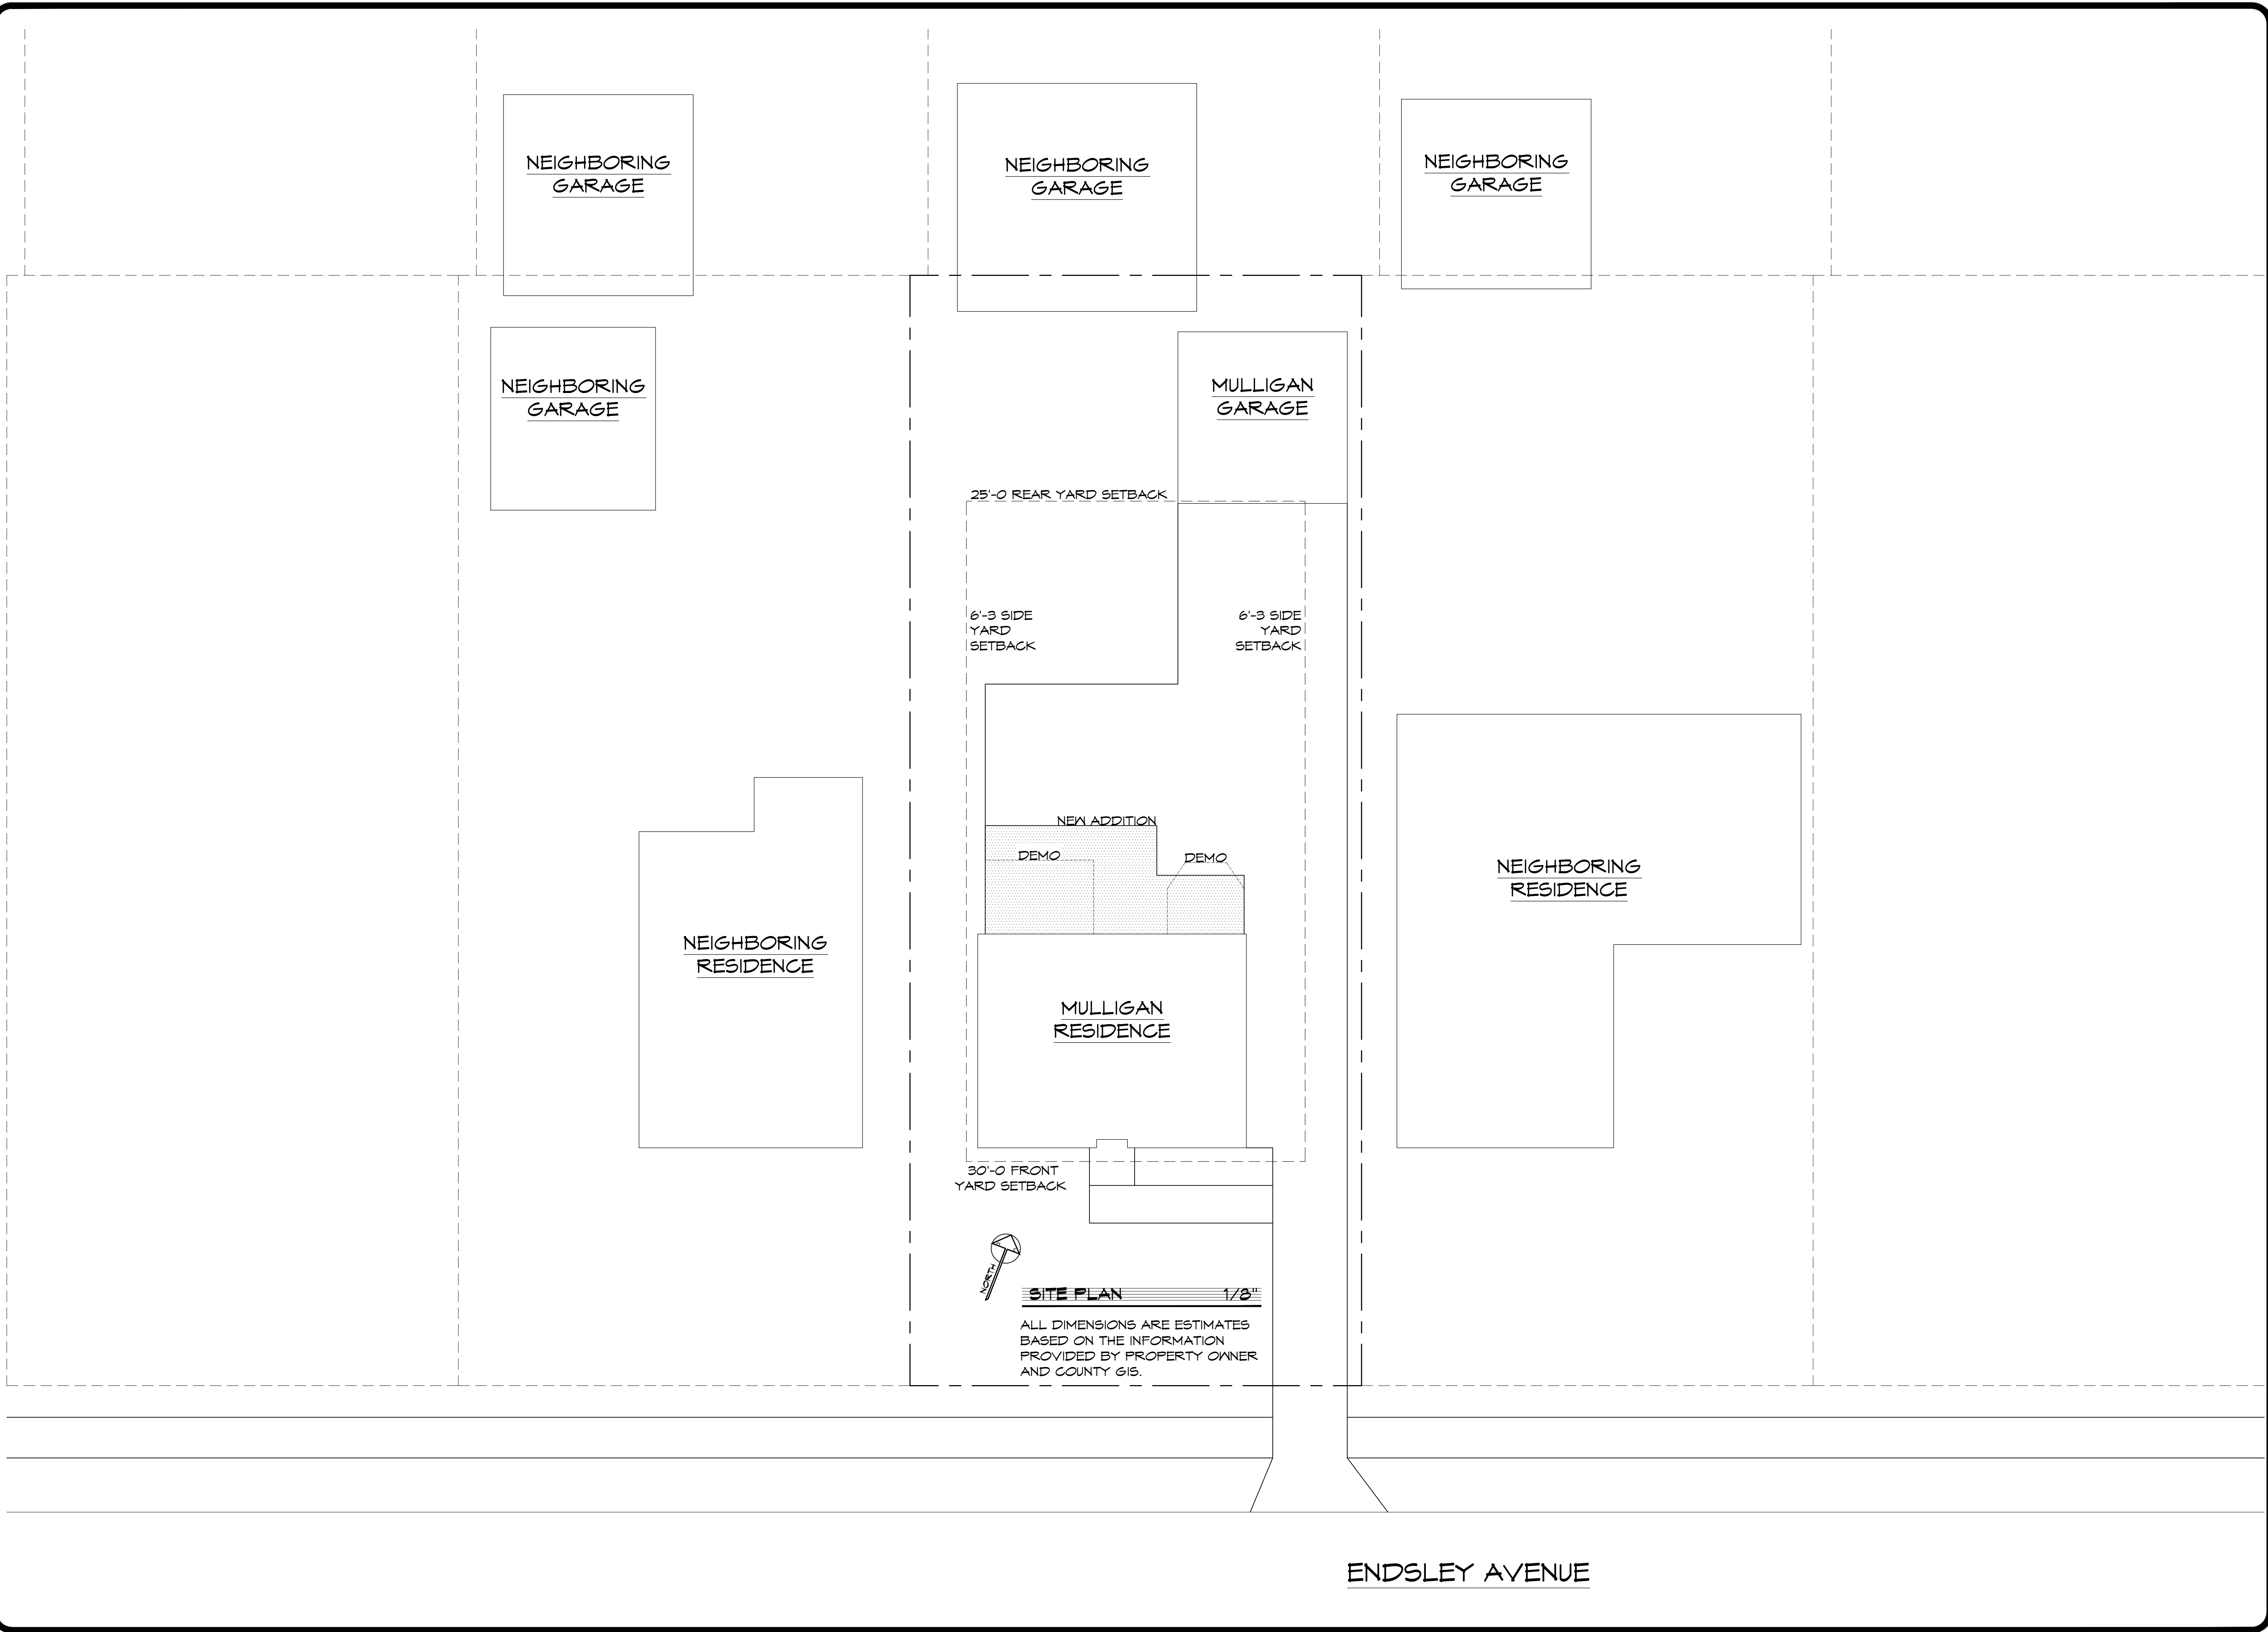 NEIGHBORING
GARAGE
NEIGHBORING
GARAGE
NEIGHBORING
GARAGE
NEIGHBORING
GARAGE
MULLIGAN
GARAGE
25'-0 REAR YARD SETBACK
6'-3 SIDE
YARD
SETBACK
6'-3 SIDE
YARD
SETBACK
NEW ADDITION
DEMO
DEMO
NEIGHBORING
RESIDENCE
NEIGHBORING
RESIDENCE
MULLIGAN
RESIDENCE
30'-0 FRONT
YARD SETBACK
NORTH
SITE PLAN 1/8"
ALL DIMENSIONS ARE ESTIMATES
BASED ON THE INFORMATION
PROVIDED BY PROPERTY OWNER
AND COUNTY GIS.
ENDSLEY AVENUE